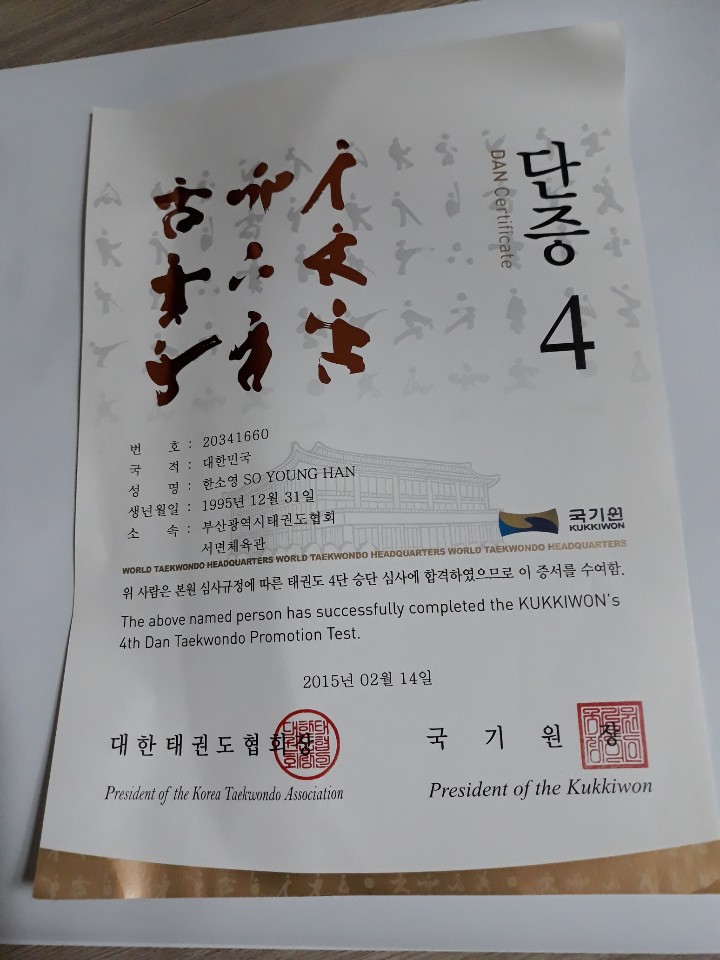 단증
DAN Certificate
4
번 호 : 20341660
국 적 : 대한민국
성 명 : 한소영 SO YOUNG HAN
생년월일 : 1995년 12월 31일
소 속 : 부산광역시태권도협회
서면체육관
국기원
KUKKIWON
WORLD TAEKWONDO HEADQUARTERS WORLD TAEKWONDO HEADQUARTERS WORLD TAEKWONDO HEADQUARTERS
위 사람은 본원 심사규정에 따른 태권도 4단 승단 심사에 합격하였으므로 이 증서를 수여함.
The above named person has successfully completed the KUKKIWON's
4th Dan Taekwondo Promotion Test.
2015년 02월 14일
대한태권도협회장
President of the Korea Taekwondo Association
국 기 원 장
President of the Kukkiwon